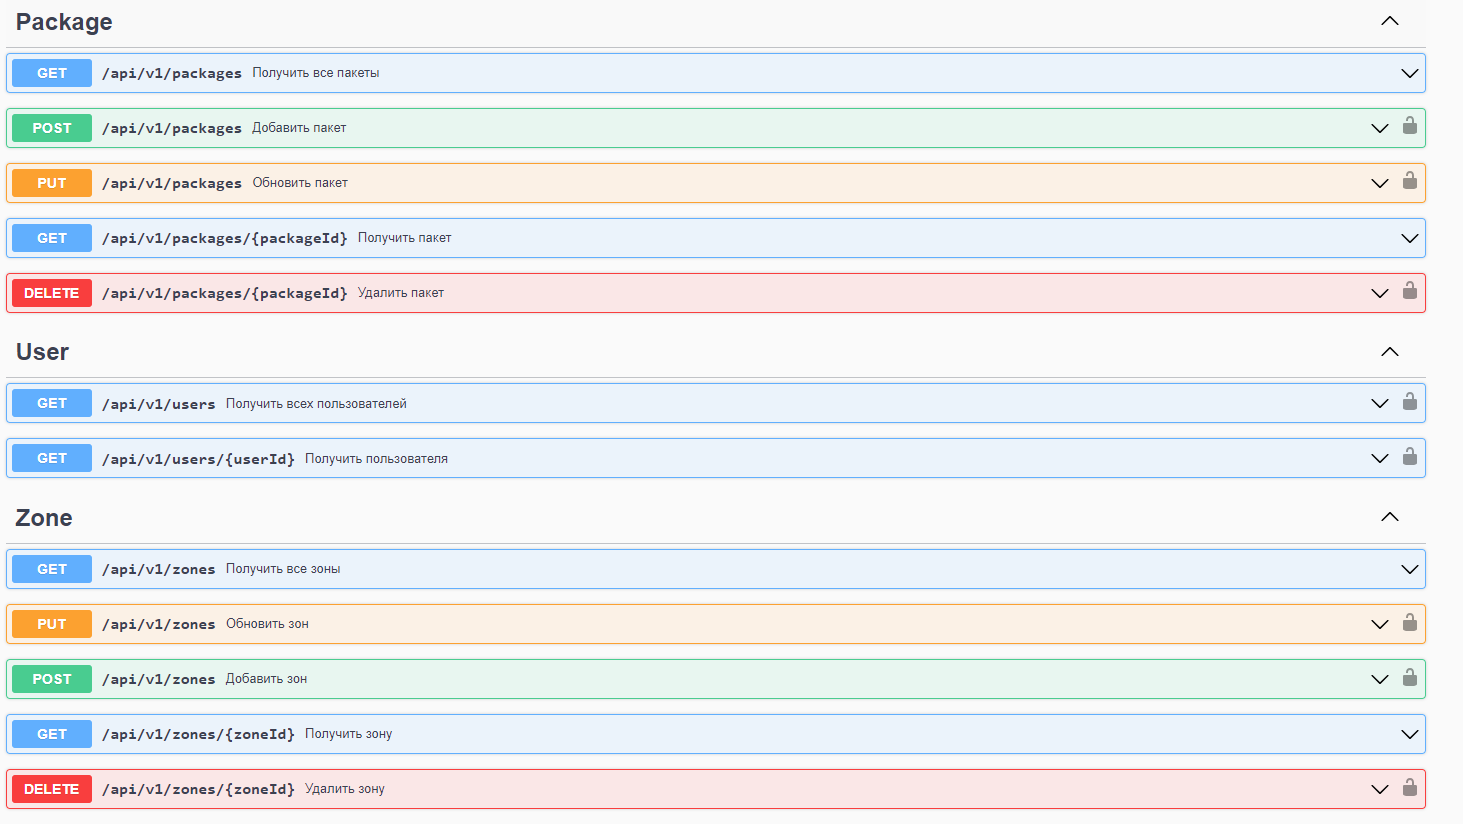 Package
GET /api/v1/packages Получить все пакеты
POST /api/v1/packages Добавить пакет
PUT /api/v1/packages Обновить пакет
GET /api/v1/packages/{packageId} Получить пакет
DELETE /api/v1/packages/{packageId} Удалить пакет
User
GET /api/v1/users Получить всех пользователей
GET /api/v1/users/{userId} Получить пользователя
Zone
GET /api/v1/zones Получить все зоны
PUT /api/v1/zones Обновить зон
POST /api/v1/zones Добавить зон
GET /api/v1/zones/{zoneId} Получить зону
DELETE /api/v1/zones/{zoneId} Удалить зону